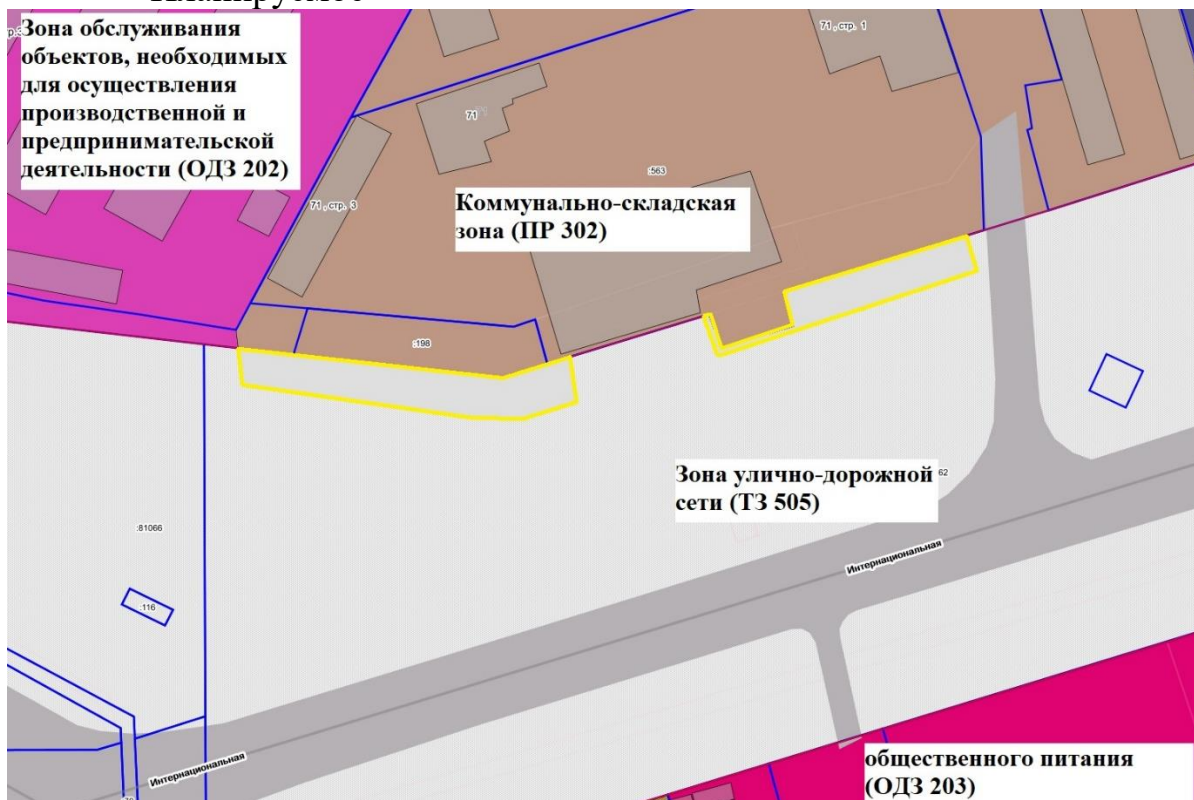 Планируемое
Зона обслуживания
объектов, необходимых
для осуществления
производственной и
предпринимательской
деятельности (ОДЗ 202)
71 , стр. 1
71
:563
71 , стр. 3
Коммунально-складская
зона (ПР 302)
:198
Зона улично-дорожной
сети (ТЗ 505)
62
:81066
Интернациональная
:116
общественного питания
(ОДЗ 203)
Интернациональная